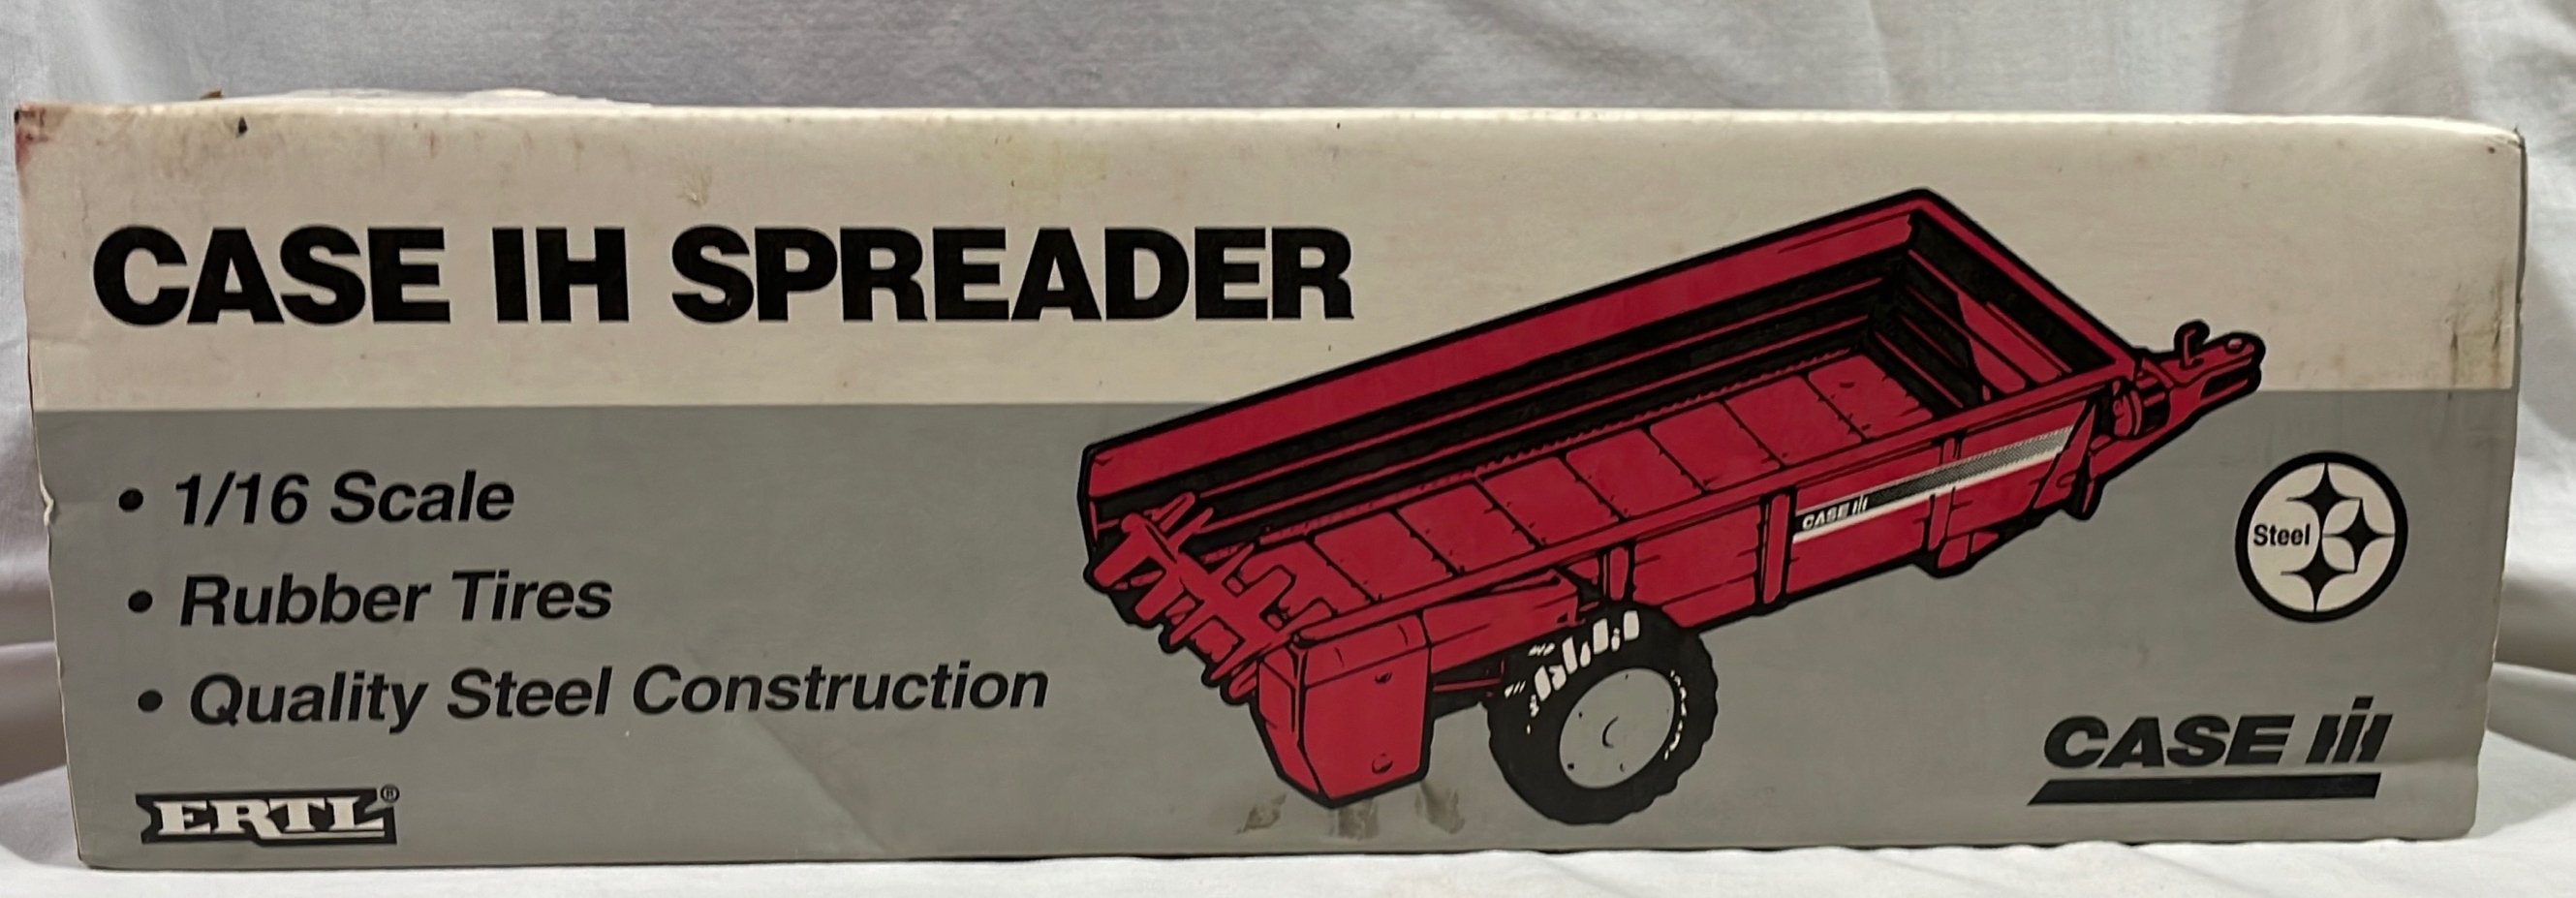 CASE IH SPREADER
• 1/16 Scale
• Rubber Tires
• Quality Steel Construction
ERTL®
CASE IH
Steel
CASE IH